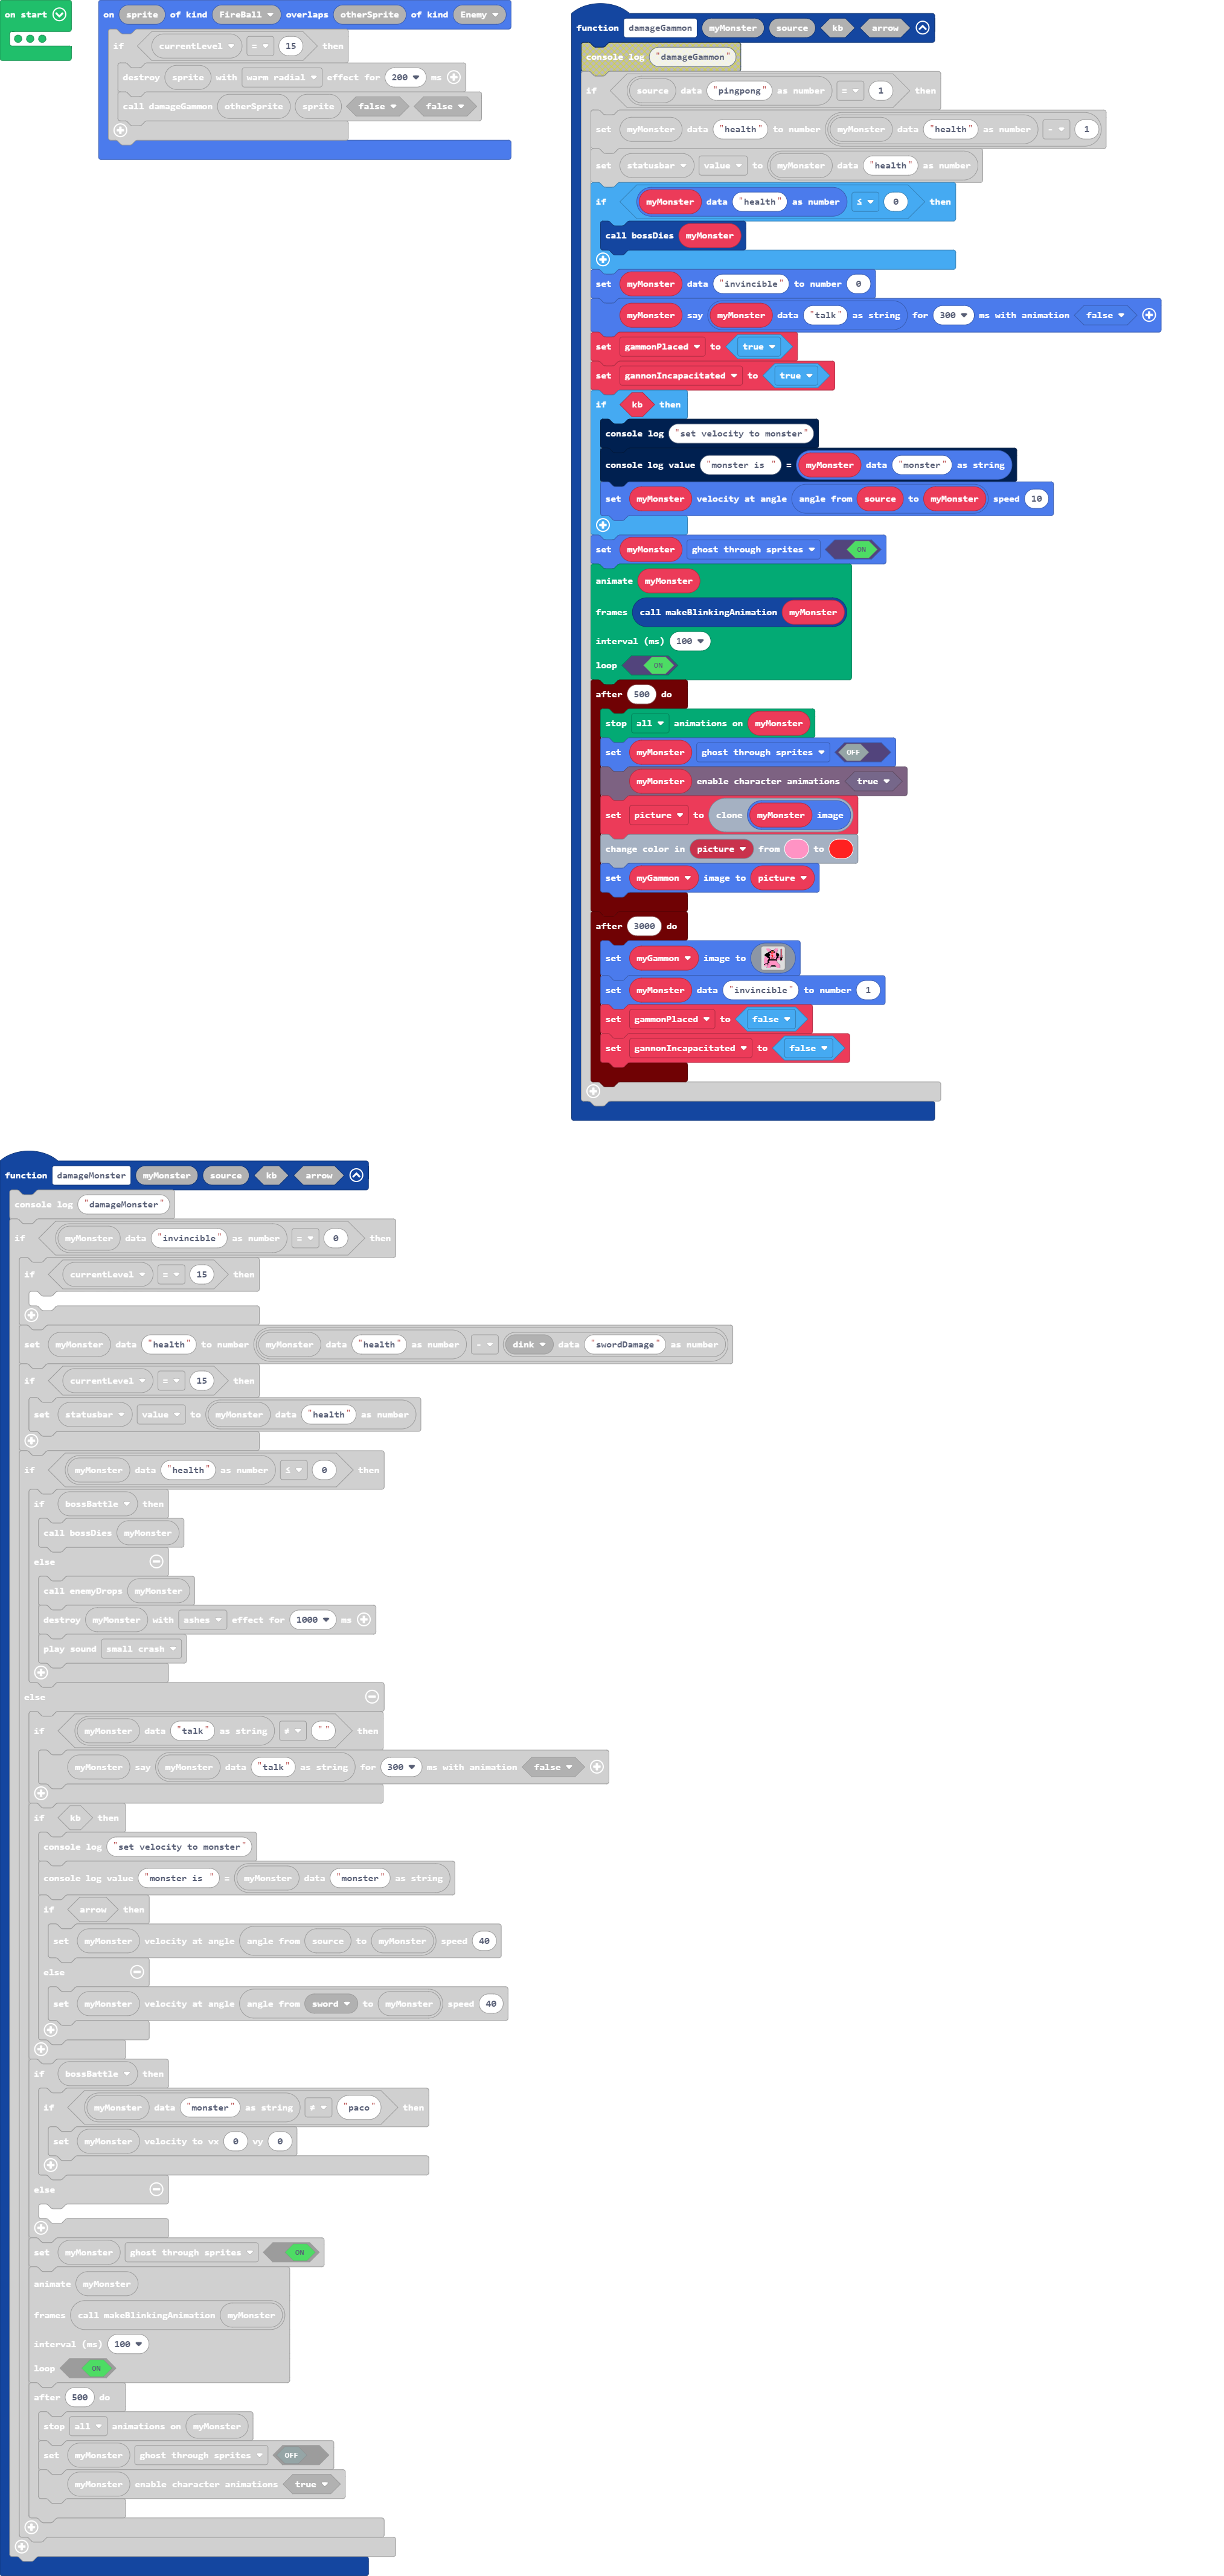 on start
on sprite of kind FireBall overlaps otherSprite of kind Enemy
if currentLevel = 15 then
destroy sprite with warm radial effect for 200 ms
call damageGammon otherSprite sprite false false
function damageGammon myMonster source kb arrow
console log "damageGammon"
if source data "pingpong" as number = 1 then
set myMonster data "health" to number myMonster data "health" as number - 1
set statusbar value to myMonster data "health" as number
if myMonster data "health" as number ≤ 0 then
call bossDies myMonster
set myMonster data "invincible" to number 0
myMonster say myMonster data "talk" as string for 300 ms with animation false
set gammonPlaced to true
set gannonIncapacitated to true
if kb then
console log "set velocity to monster"
console log value "monster is " = myMonster data "monster" as string
set myMonster velocity at angle angle from source to myMonster speed 10
set myMonster ghost through sprites ON
animate myMonster
frames call makeBlinkingAnimation myMonster
interval (ms) 100
loop ON
after 500 do
stop all animations on myMonster
set myMonster ghost through sprites OFF
myMonster enable character animations true
set picture to clone myMonster image
change color in picture from to
set myGammon image to picture
after 3000 do
set myGammon image to
set myMonster data "invincible" to number 1
set gammonPlaced to false
set gannonIncapacitated to false
function damageMonster myMonster source kb arrow
console log "damageMonster"
if myMonster data "invincible" as number = 0 then
if currentLevel = 15 then
set myMonster data "health" to number myMonster data "health" as number - dink data "swordDamage" as number
if currentLevel = 15 then
set statusbar value to myMonster data "health" as number
if myMonster data "health" as number ≤ 0 then
if bossBattle then
call bossDies myMonster
else
call enemyDrops myMonster
destroy myMonster with ashes effect for 1000 ms
play sound small crash
else
if myMonster data "talk" as string ≠ "" then
myMonster say myMonster data "talk" as string for 300 ms with animation false
if kb then
console log "set velocity to monster"
console log value "monster is " = myMonster data "monster" as string
if arrow then
set myMonster velocity at angle angle from source to myMonster speed 40
else
set myMonster velocity at angle angle from sword to myMonster speed 40
if bossBattle then
if myMonster data "monster" as string ≠ "paco" then
set myMonster velocity to vx 0 vy 0
else
set myMonster ghost through sprites ON
animate myMonster
frames call makeBlinkingAnimation myMonster
interval (ms) 100
loop ON
after 500 do
stop all animations on myMonster
set myMonster ghost through sprites OFF
myMonster enable character animations true